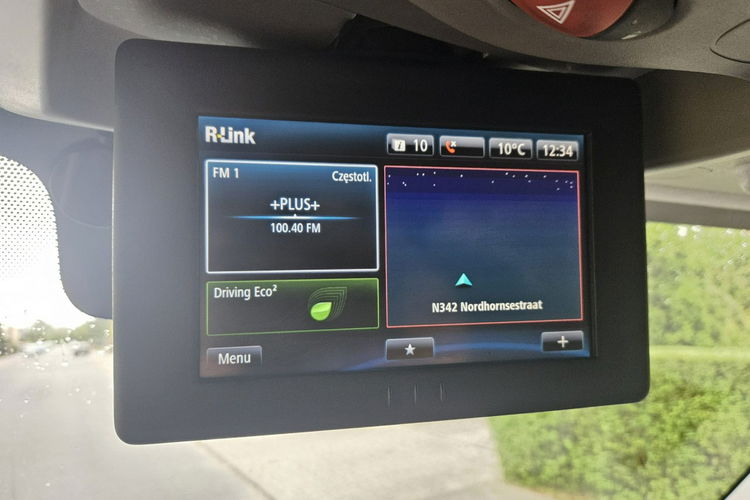 R-Link
i 10
10°C
12:34
FM 1
Częstotl.
+PLUS+
100.40 FM
Driving Eco²
N342 Nordhornsestraat
Menu
+